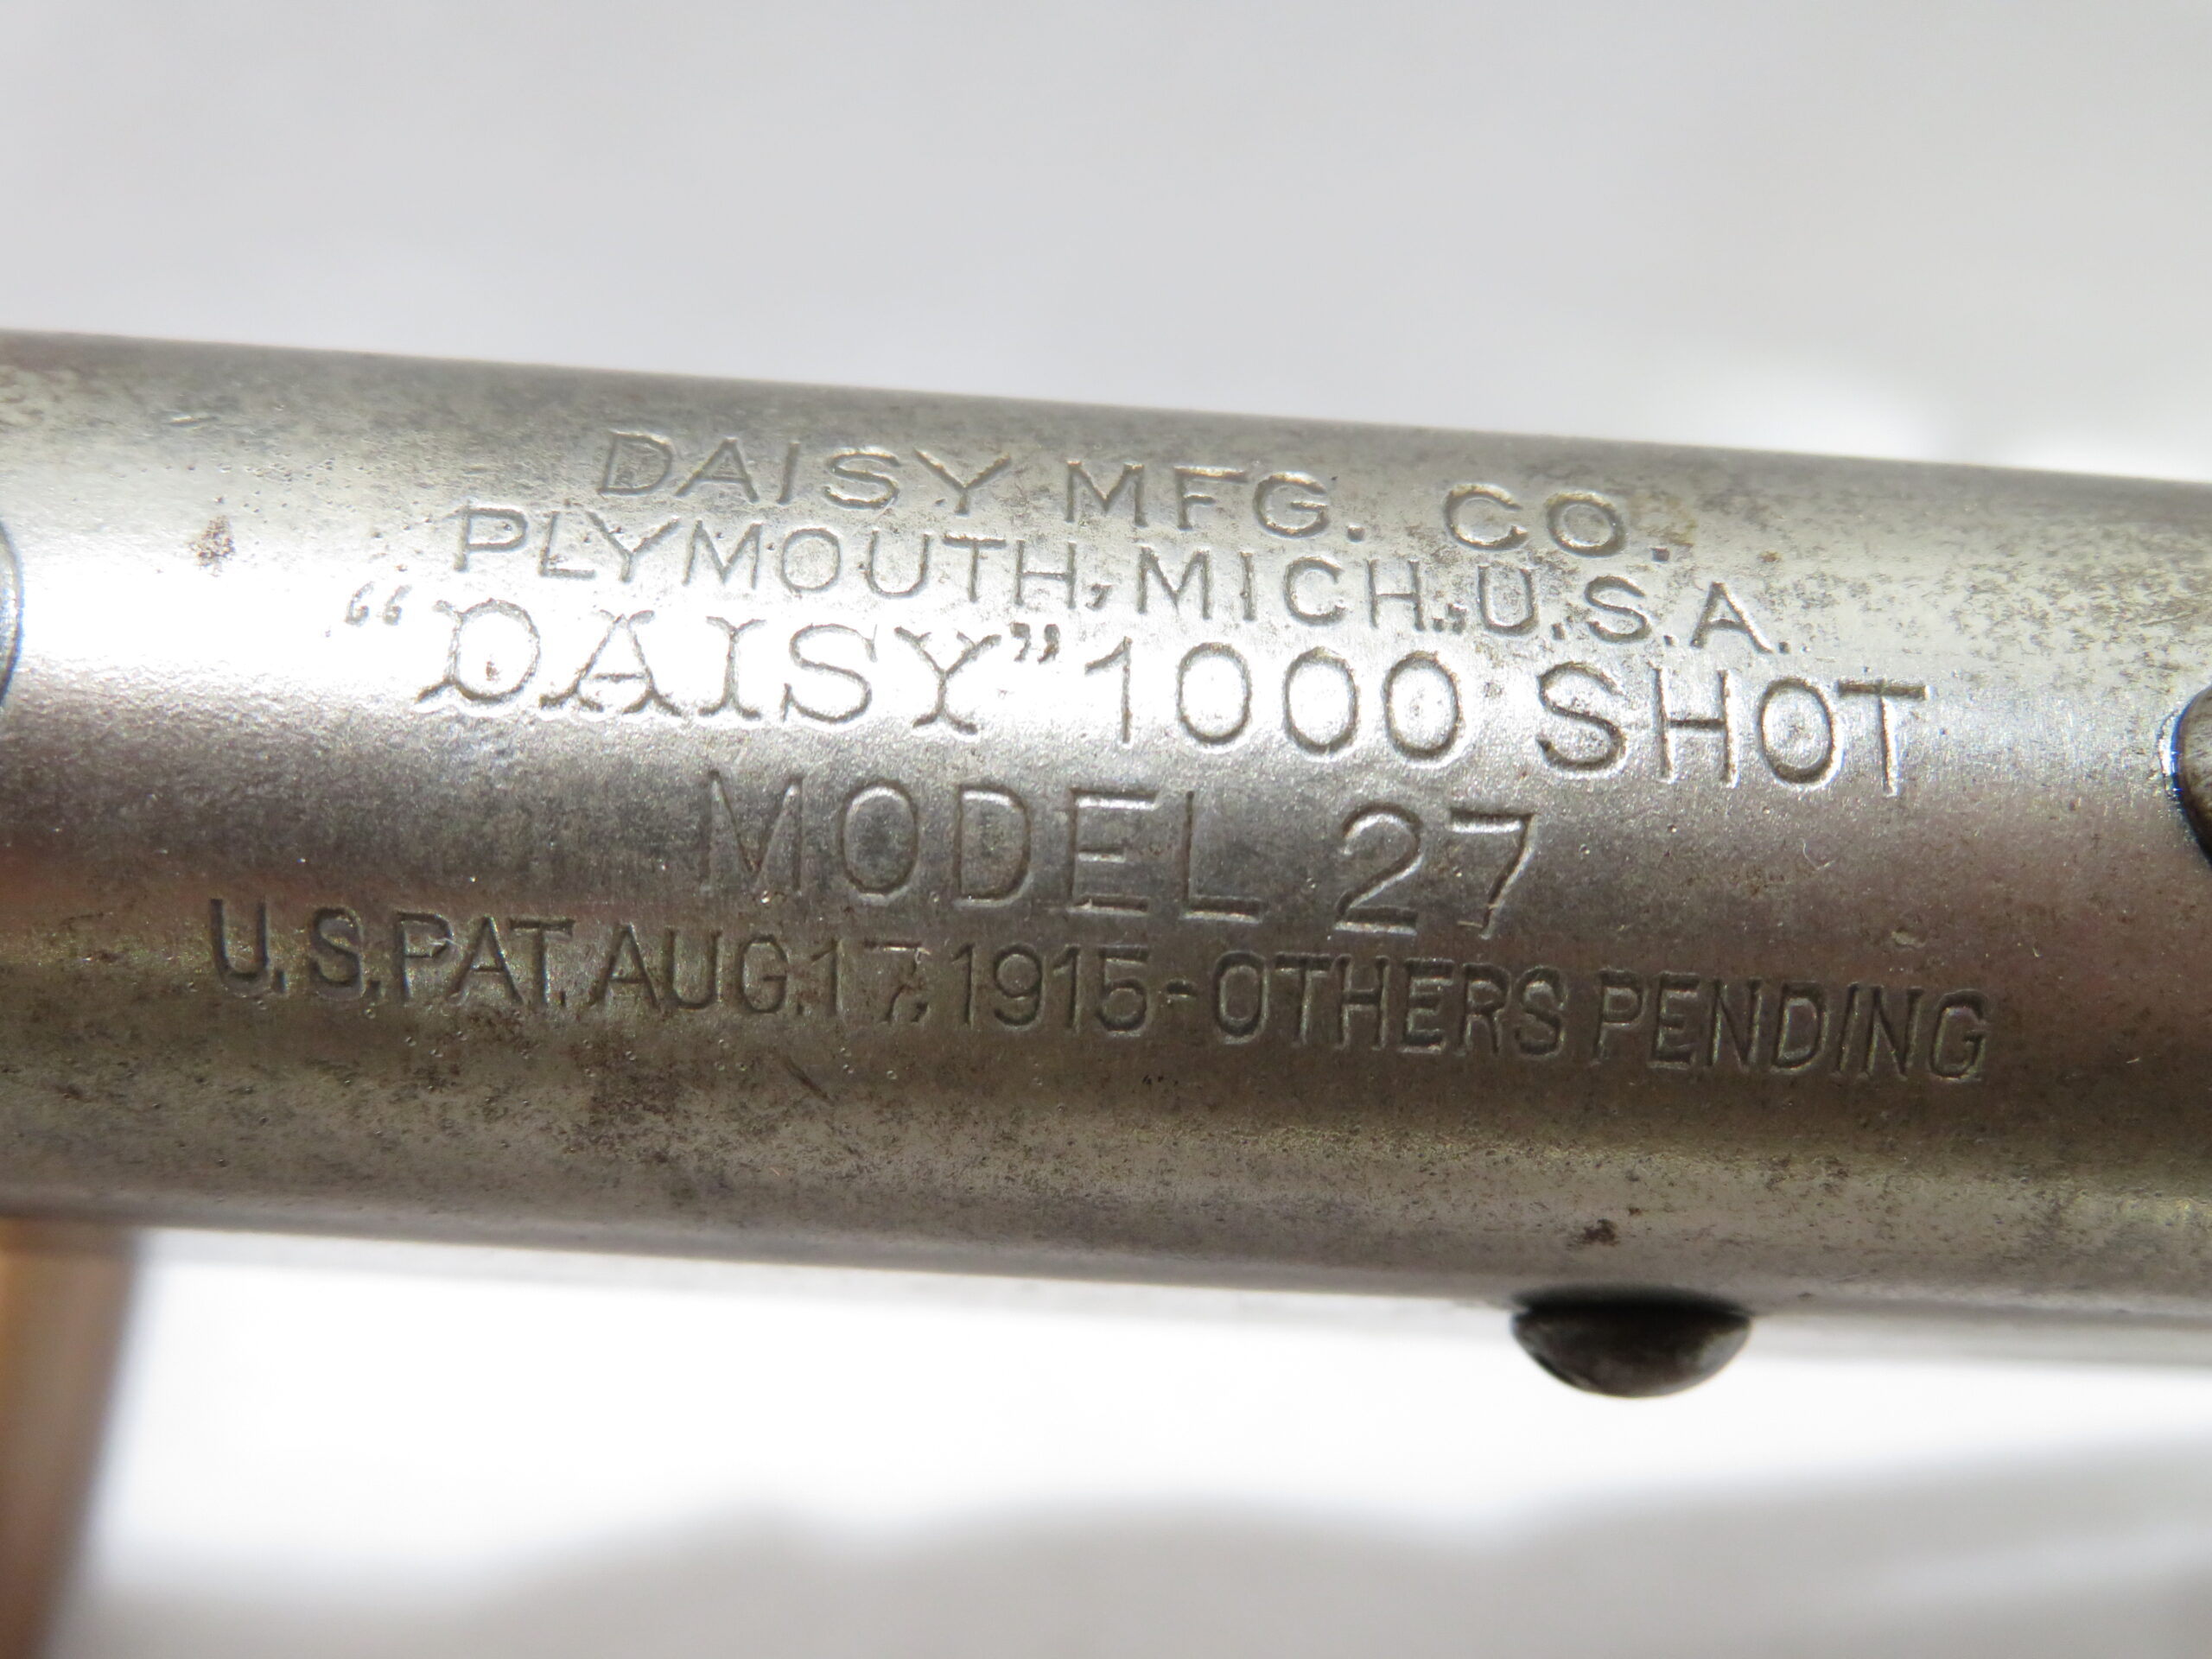 DAISY MFG. CO.
PLYMOUTH, MICH., U.S.A.
“DAISY” 1000 SHOT
MODEL 27
U.S. PAT. AUG. 17, 1915-OTHERS PENDING